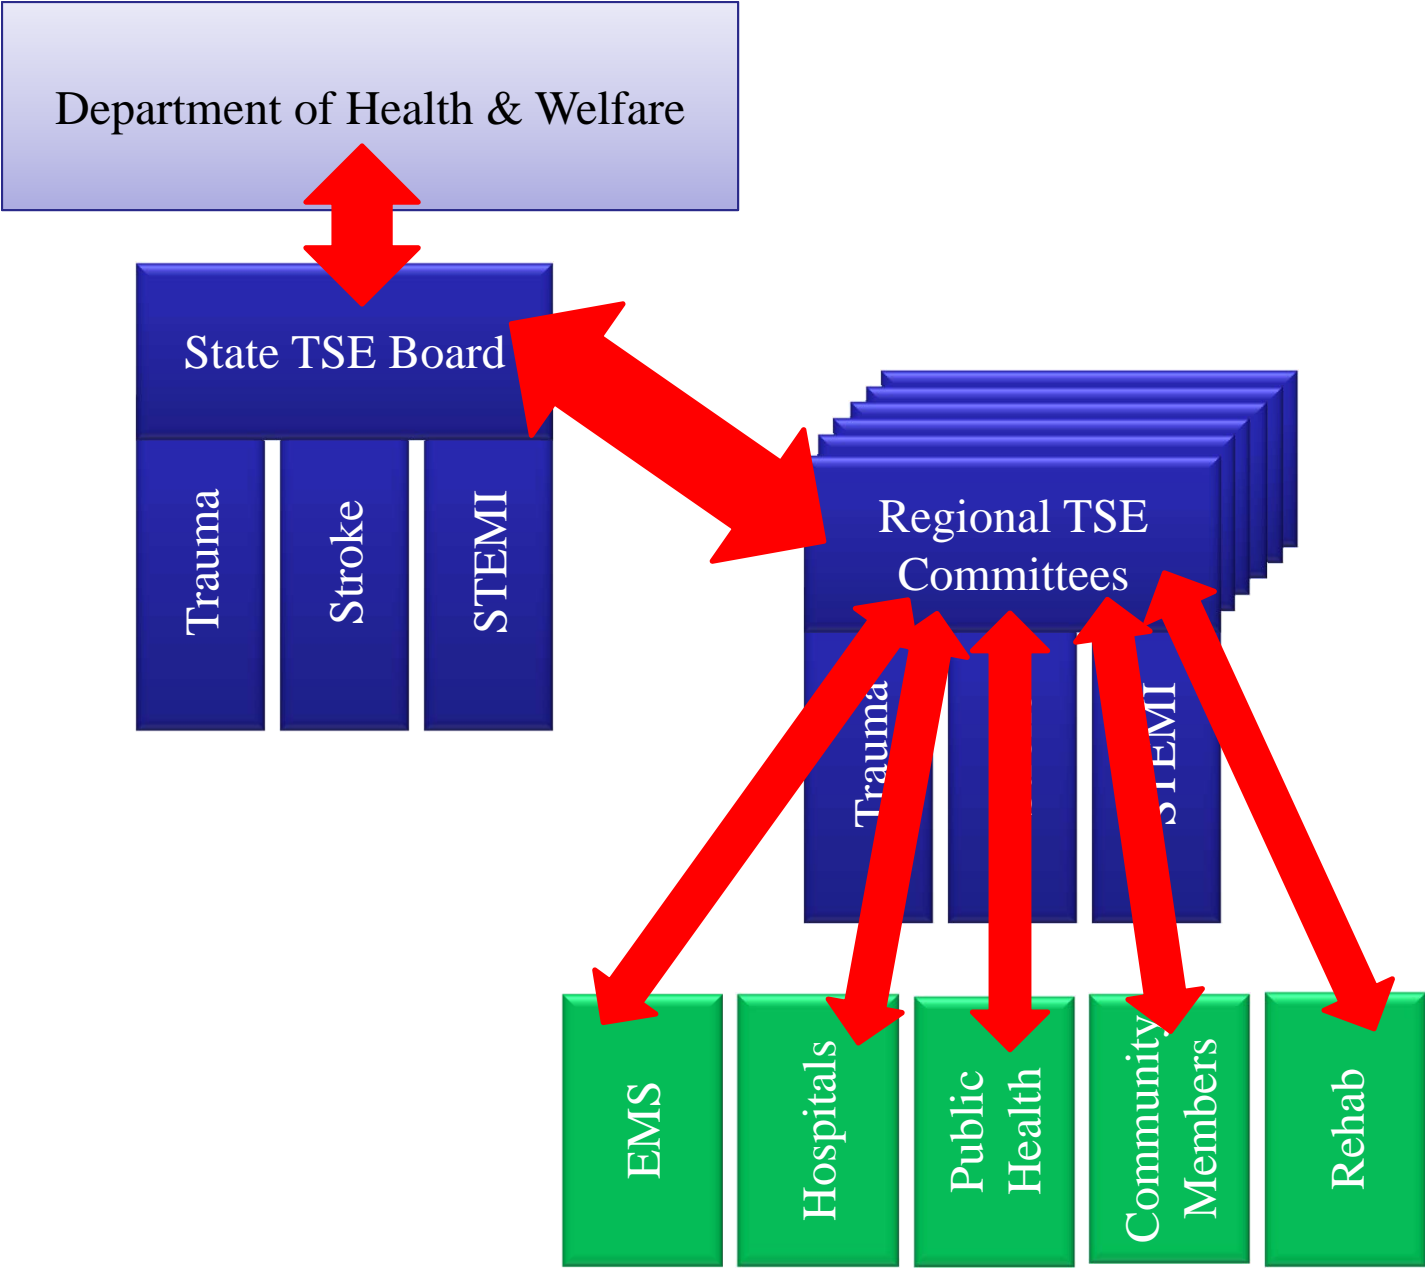 Department of Health & Welfare
State TSE Board
Trauma
Stroke
STEMI
Regional TSE
Committees
Trauma
STEMI
EMS
Hospitals
Public
Health
Community
Members
Rehab